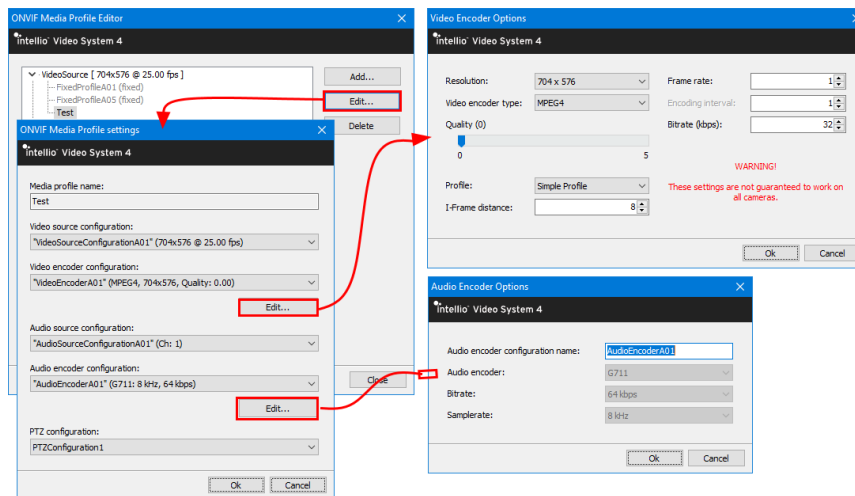 ONVIF Media Profile Editor
intellio Video System 4
VideoSource [ 704x576 @ 25.00 fps ]
FixedProfileA01 (fixed)
FixedProfileA05 (fixed)
Test
Add...
Edit...
Delete
Close
ONVIF Media Profile settings
intellio Video System 4
Media profile name:
Test
Video source configuration:
"VideoSourceConfigurationA01" (704x576 @ 25.00 fps)
Video encoder configuration:
"VideoEncoderA01" (MPEG4, 704x576, Quality: 0.00)
Edit...
Audio source configuration:
"AudioSourceConfigurationA01" (Ch: 1)
Audio encoder configuration:
"AudioEncoderA01" (G711: 8 kHz, 64 kbps)
Edit...
PTZ configuration:
PTZConfiguration1
Ok Cancel
Video Encoder Options
intellio Video System 4
Resolution: 704 x 576
Video encoder type: MPEG4
Quality (0)
0 5
Profile: Simple Profile
I-Frame distance: 8
Frame rate: 1
Encoding interval: 1
Bitrate (kbps): 32
WARNING!
These settings are not guaranteed to work on
all cameras.
Ok Cancel
Audio Encoder Options
intellio Video System 4
Audio encoder configuration name: AudioEncoderA01
Audio encoder: G711
Bitrate: 64 kbps
Samplerate: 8 kHz
Ok Cancel